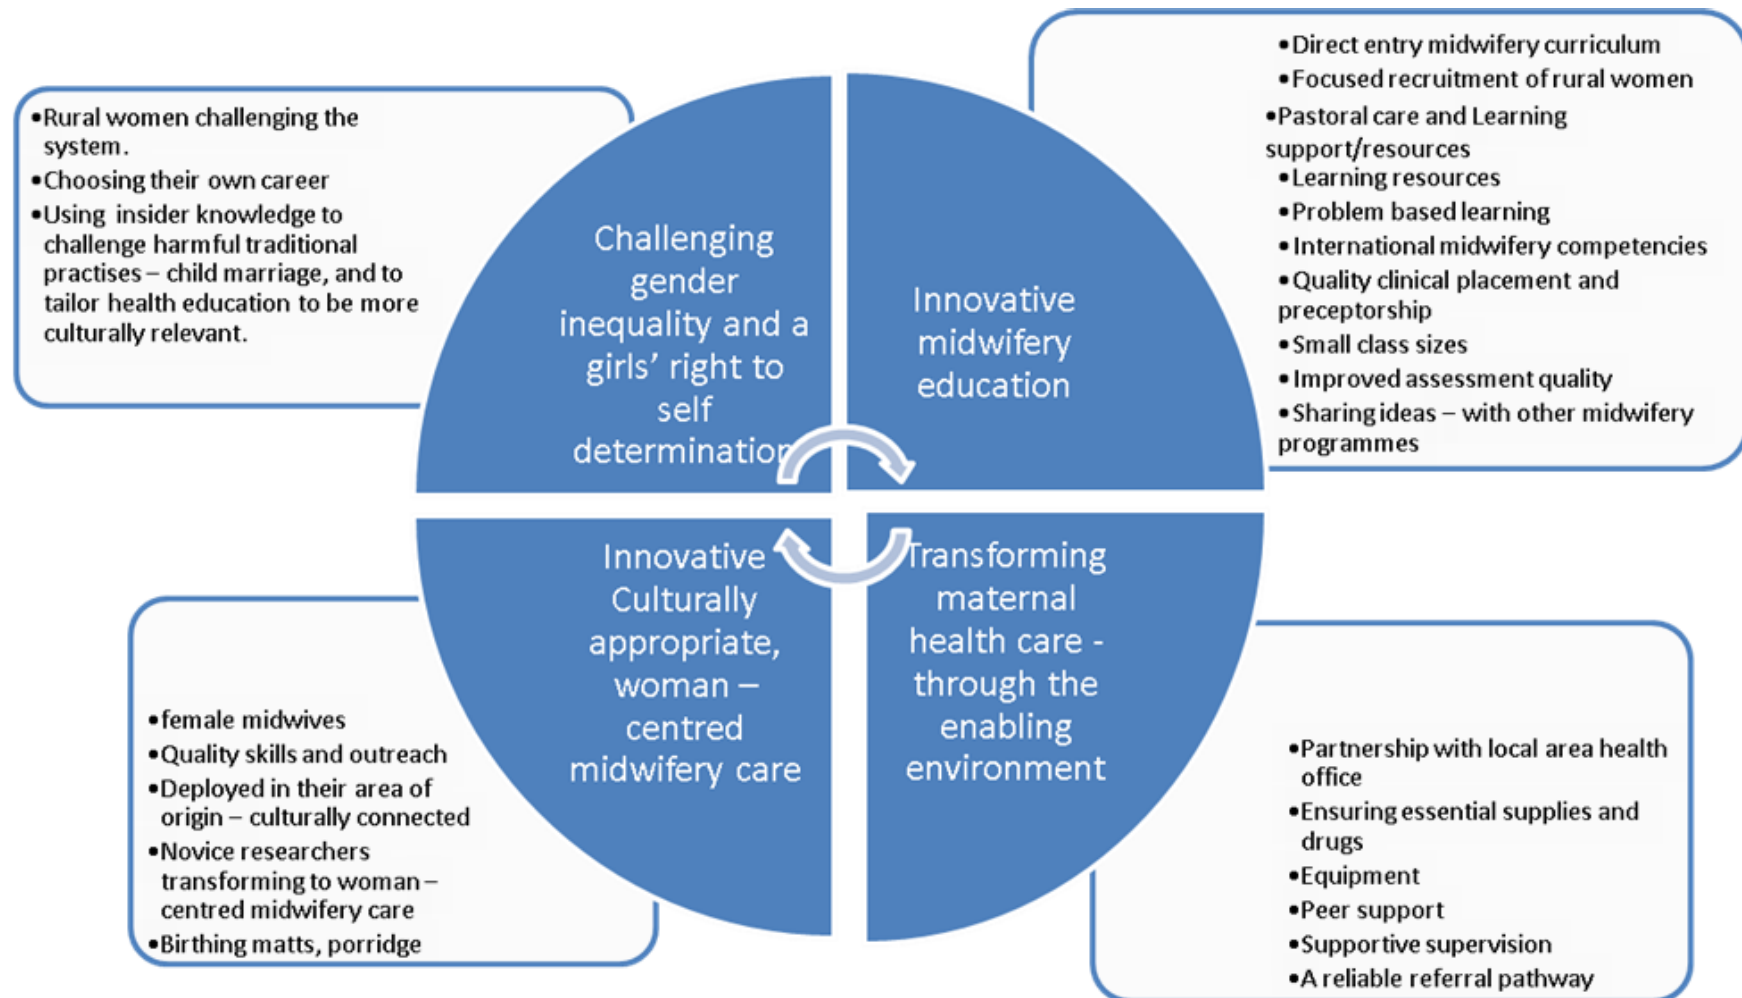 •Rural women challenging the
system.
•Choosing their own career
•Using insider knowledge to
challenge harmful traditional
practises – child marriage, and to
tailor health education to be more
culturally relevant.
Challenging
gender
inequality and a
girls' right to
self
determination
Innovative
midwifery
education
•Direct entry midwifery curriculum
•Focused recruitment of rural women
•Pastoral care and Learning
support/resources
•Learning resources
•Problem based learning
•International midwifery competencies
•Quality clinical placement and
preceptorship
•Small class sizes
•Improved assessment quality
•Sharing ideas – with other midwifery
programmes
•female midwives
•Quality skills and outreach
•Deployed in their area of
origin – culturally connected
•Novice researchers
transforming to woman –
centred midwifery care
•Birthing matts, porridge
Innovative
Culturally
appropriate,
woman –
centred
midwifery care
Transforming
maternal
health care -
through the
enabling
environment
•Partnership with local area health
office
•Ensuring essential supplies and
drugs
•Equipment
•Peer support
•Supportive supervision
•A reliable referral pathway